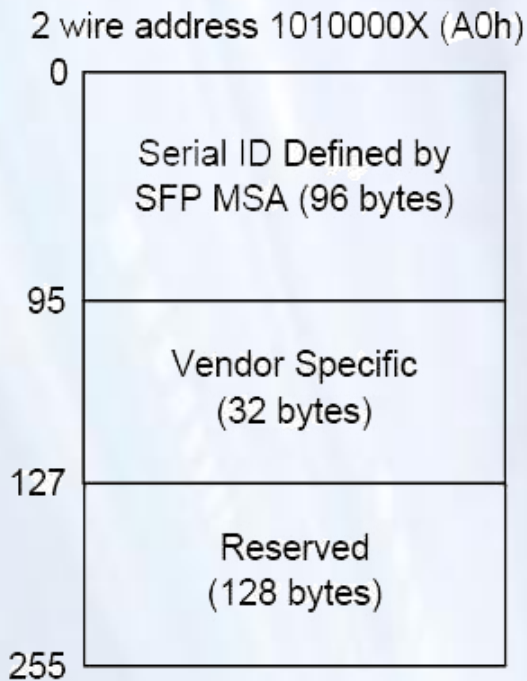 2 wire address 1010000X (A0h)
0
Serial ID Defined by
SFP MSA (96 bytes)
95
Vendor Specific
(32 bytes)
127
Reserved
(128 bytes)
255